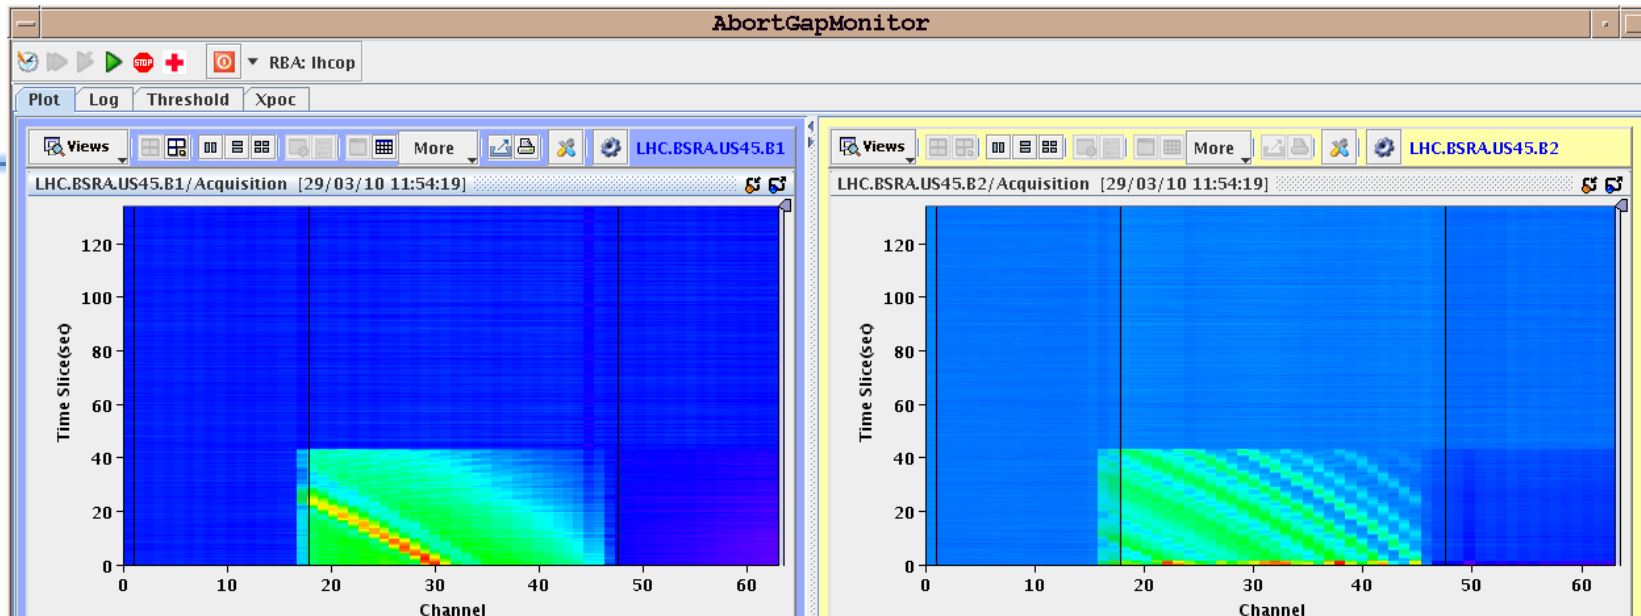 AbortGapMonitor
STOP RBA: lhcop
Plot Log Threshold Xpoc
Views More LHC.BSRA.US45.B1
LHC.BSRA.US45.B1/Acquisition [29/03/10 11:54:19]
120
100
80
60
40
20
0
Time Slice(sec)
0 10 20 30 40 50 60
Channel
Views More LHC.BSRA.US45.B2
LHC.BSRA.US45.B2/Acquisition [29/03/10 11:54:19]
120
100
80
60
40
20
0
Time Slice(sec)
0 10 20 30 40 50 60
Channel